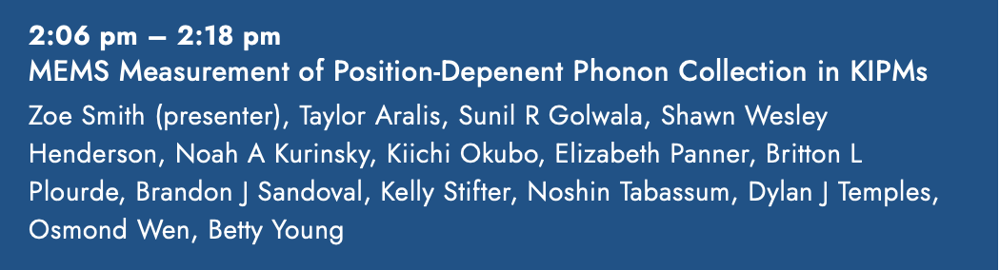 2:06 pm – 2:18 pm
MEMS Measurement of Position-Depenent Phonon Collection in KIPMs
Zoe Smith (presenter), Taylor Aralis, Sunil R Golwala, Shawn Wesley
Henderson, Noah A Kurinsky, Kiichi Okubo, Elizabeth Panner, Britton L
Plourde, Brandon J Sandoval, Kelly Stifter, Noshin Tabassum, Dylan J Temples,
Osmond Wen, Betty Young